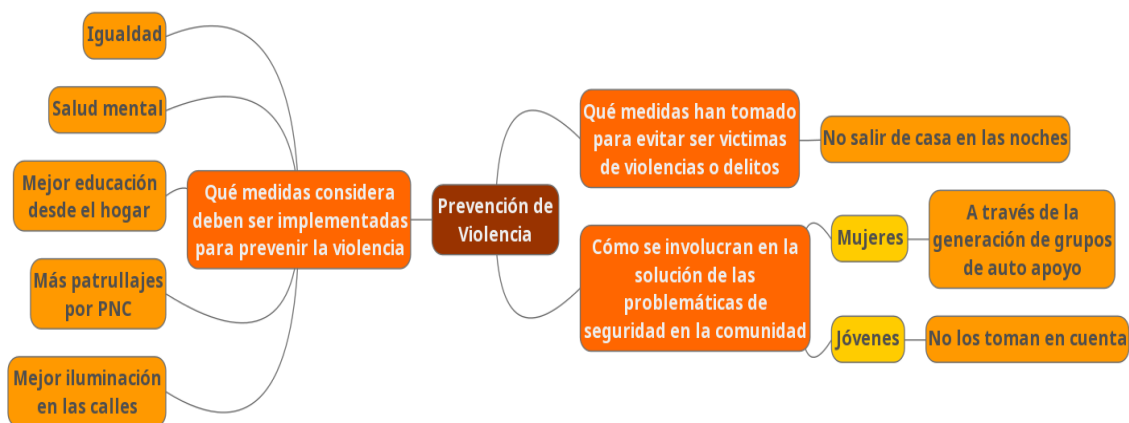 Igualdad
Salud mental
Mejor educación
desde el hogar
Más patrullajes
por PNC
Mejor iluminación
en las calles
Qué medidas considera
deben ser implementadas
para prevenir la violencia
Prevención de
Violencia
Qué medidas han tomado
para evitar ser victimas
de violencias o delitos
No salir de casa en las noches
Cómo se involucran en la
solución de las
problemáticas de
seguridad en la comunidad
Mujeres
A través de la
generación de grupos
de auto apoyo
Jóvenes
No los toman en cuenta